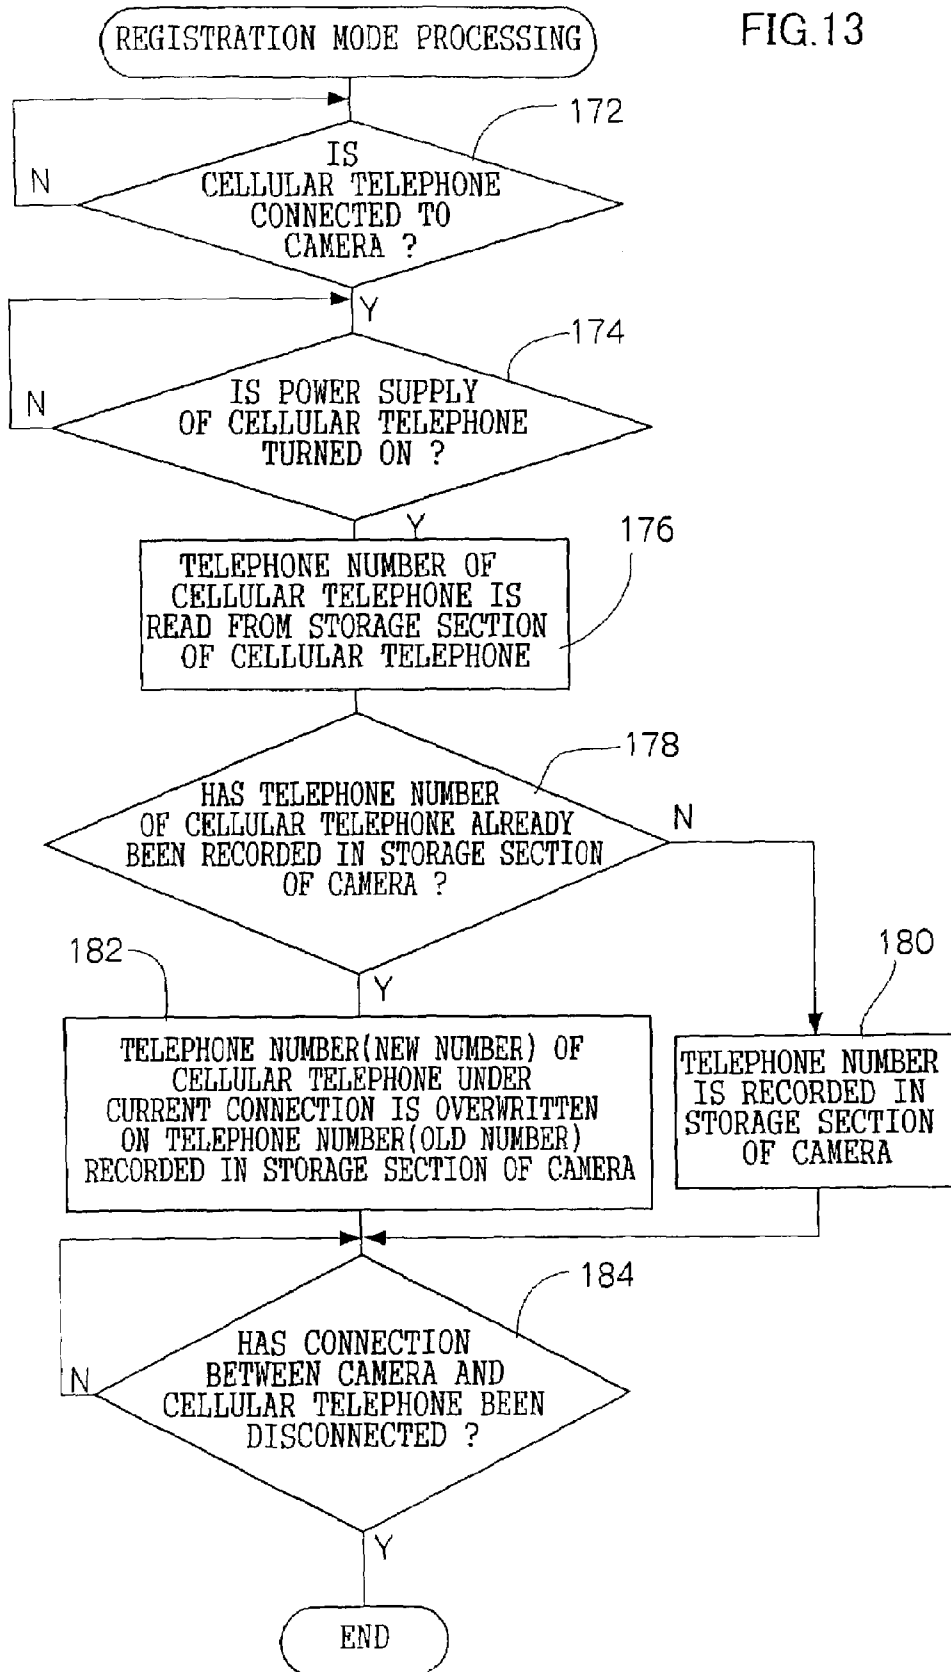 FIG.13
REGISTRATION MODE PROCESSING
172
IS
CELLULAR TELEPHONE
CONNECTED TO
CAMERA ?
N
Y
174
IS POWER SUPPLY
OF CELLULAR TELEPHONE
TURNED ON ?
N
Y
176
TELEPHONE NUMBER OF
CELLULAR TELEPHONE IS
READ FROM STORAGE SECTION
OF CELLULAR TELEPHONE
178
HAS TELEPHONE NUMBER
OF CELLULAR TELEPHONE ALREADY
BEEN RECORDED IN STORAGE SECTION
OF CAMERA ?
N
Y
182
TELEPHONE NUMBER(NEW NUMBER) OF
CELLULAR TELEPHONE UNDER
CURRENT CONNECTION IS OVERWRITTEN
ON TELEPHONE NUMBER(OLD NUMBER)
RECORDED IN STORAGE SECTION OF CAMERA
180
TELEPHONE NUMBER
IS RECORDED IN
STORAGE SECTION
OF CAMERA
184
HAS CONNECTION
BETWEEN CAMERA AND
CELLULAR TELEPHONE BEEN
DISCONNECTED ?
N
Y
END